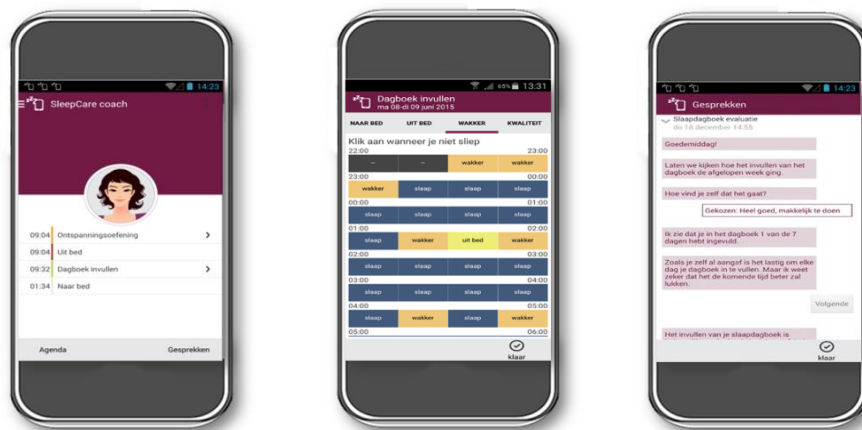 14:23
SleepCare coach
09:04 Ontspanningsoefening
09:04 Uit bed
09:32 Dagboek invullen
01:34 Naar bed
Agenda Gesprekken
65% 13:31
Dagboek invullen
ma 08-di 09 juni 2015
NAAR BED UIT BED WAKKER KWALITEIT
Klik aan wanneer je niet sliep
22:00 23:00
– – wakker wakker
23:00 00:00
wakker slaap slaap slaap
00:00 01:00
slaap slaap slaap slaap
01:00 02:00
slaap wakker uit bed wakker
02:00 03:00
slaap slaap slaap slaap
03:00 04:00
slaap slaap slaap slaap
04:00 05:00
slaap wakker slaap wakker
05:00 06:00
klaar
14:23
Gesprekken
Slaapdagboek evaluatie
do 18 december 14:56
Goedemiddag!
Laten we kijken hoe het invullen van het
dagboek de afgelopen week ging.
Hoe vind je zelf dat het gaat?
Gekozen: Heel goed, makkelijk te doen
Ik zie dat je in het dagboek 1 van de 7
dagen hebt ingevuld.
Zoals je zelf al aangaf is het lastig om elke
dag je dagboek in te vullen. Maar ik weet
zeker dat het de komende tijd beter zal
lukken.
Volgende
Het invullen van je slaapdagboek is
klaar